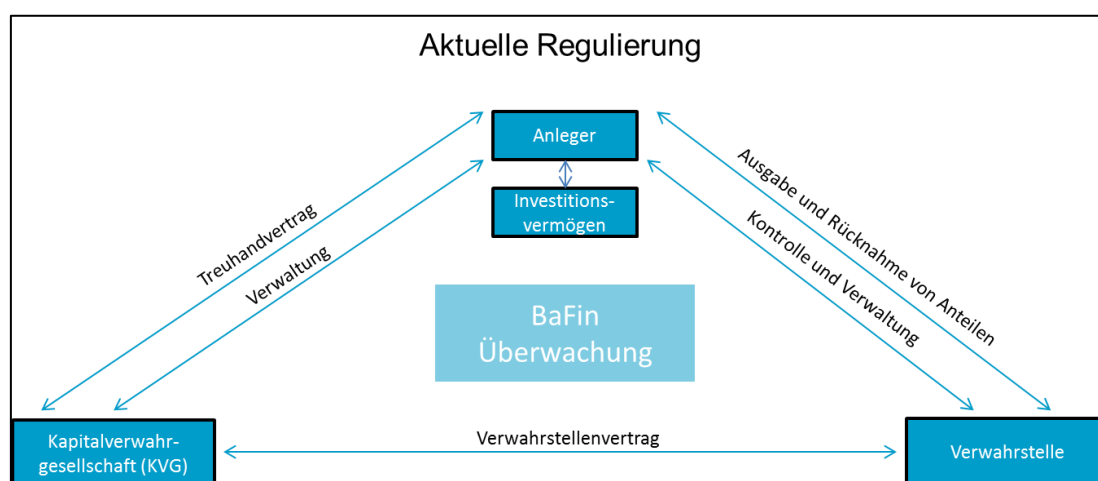 Aktuelle Regulierung
Anleger
Investitions-
vermögen
Treuhandvertrag
Verwaltung
Ausgabe und Rücknahme von Anteilen
Kontrolle und Verwaltung
BaFin
Überwachung
Kapitalverwahr-
gesellschaft (KVG)
Verwahrstellenvertrag
Verwahrstelle